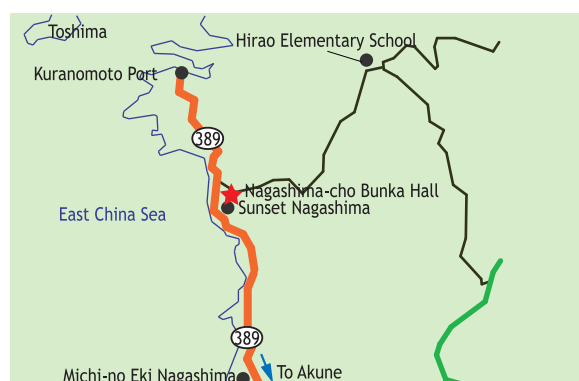 Toshima
Hirao Elementary School
Kuranomoto Port
389
Nagashima-cho Bunka Hall
Sunset Nagashima
East China Sea
389
To Akune
Michi-no Eki Nagashima